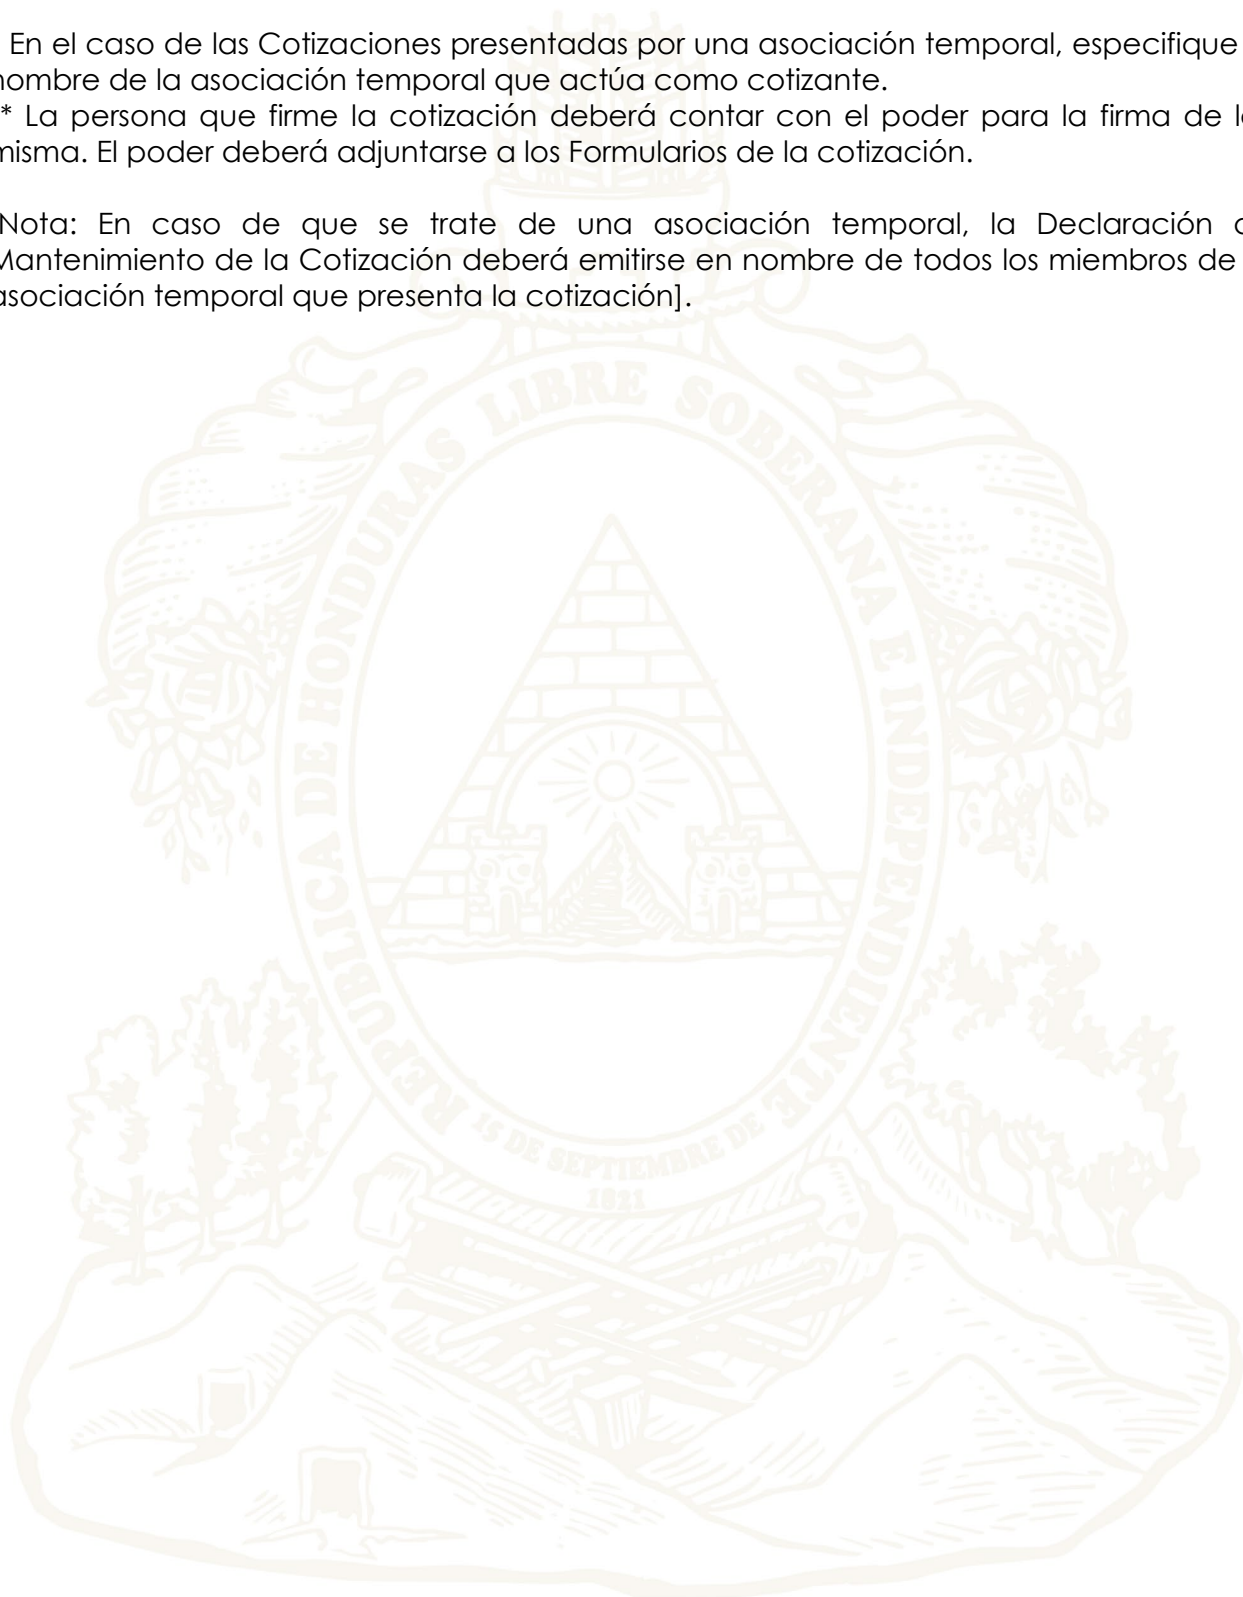 En el caso de las Cotizaciones presentadas por una asociación temporal, especifique
nombre de la asociación temporal que actúa como cotizante.
* La persona que firme la cotización deberá contar con el poder para la firma de
misma. El poder deberá adjuntarse a los Formularios de la cotización.
Nota: En caso de que se trate de una asociación temporal, la Declaración
Mantenimiento de la Cotización deberá emitirse en nombre de todos los miembros de
asociación temporal que presenta la cotización].
REPUBLICA DE HONDURAS LIBRE SOBERANA E INDEPENDIENTE
15 DE SEPTIEMBRE DE
1821